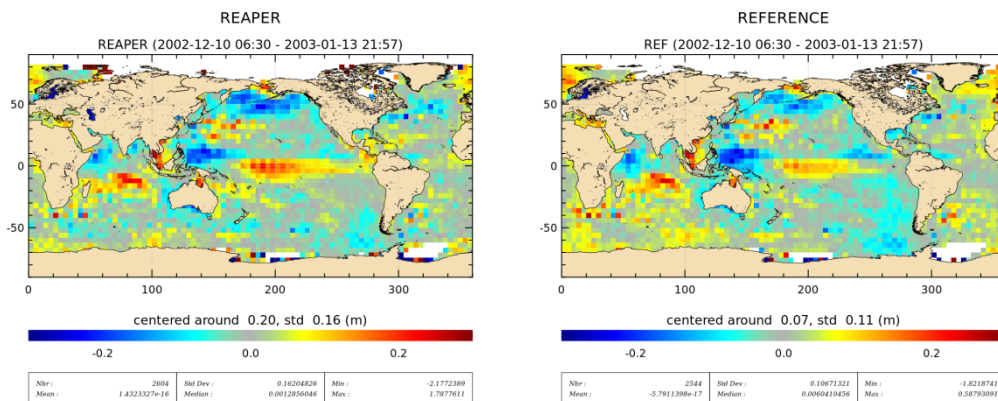 REAPER
REFERENCE
REAPER (2002-12-10 06:30 - 2003-01-13 21:57)
REF (2002-12-10 06:30 - 2003-01-13 21:57)
50
0
-50
0
100
200
300
50
0
-50
0
100
200
300
centered around 0.20, std 0.16 (m)
-0.2
0.0
0.2
centered around 0.07, std 0.11 (m)
-0.2
0.0
0.2
Nbr : 2604
Mean : 1.4323327e-16
Std Dev : 0.16204826
Median : 0.0012856046
Min : -2.1772389
Max : 1.7877611
Nbr : 2544
Mean : -5.7911398e-17
Std Dev : 0.10671321
Median : 0.0060410456
Min : -1.8218741
Max : 0.58793091